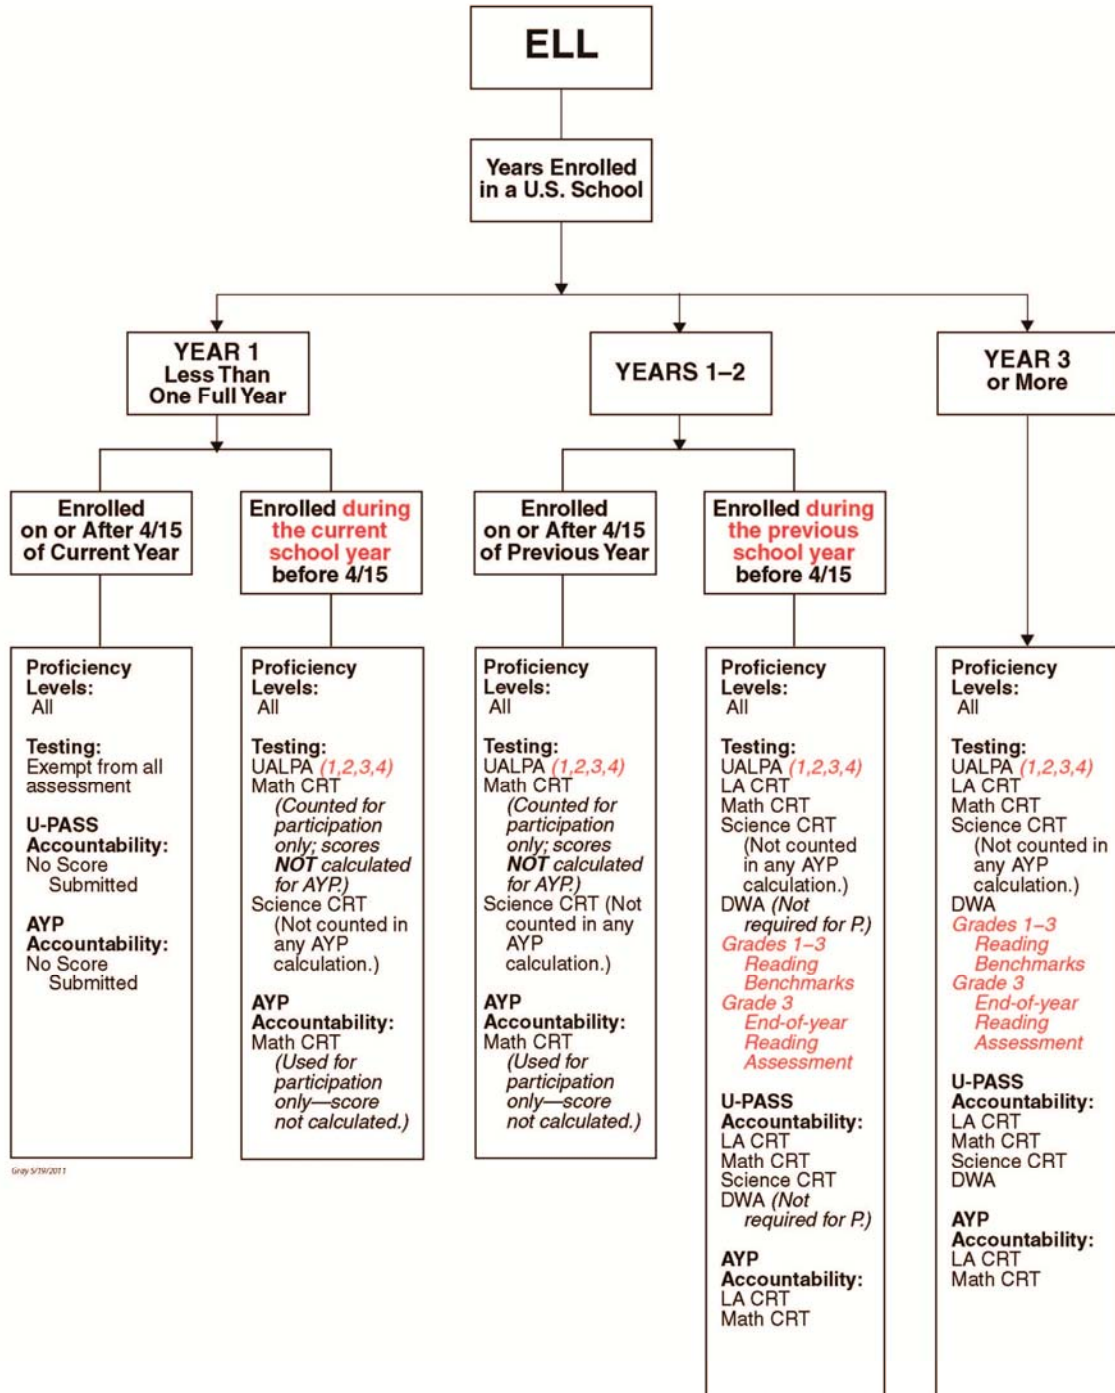 ELL
Years Enrolled
in a U.S. School
YEAR 1
Less Than
One Full Year
YEARS 1–2
YEAR 3
or More
Enrolled
on or After 4/15
of Current Year
Enrolled during
the current
school year
before 4/15
Enrolled
on or After 4/15
of Previous Year
Enrolled during
the previous
school year
before 4/15
Proficiency
Levels:
All
Testing:
Exempt from all
assessment
U-PASS
Accountability:
No Score
Submitted
AYP
Accountability:
No Score
Submitted
Proficiency
Levels:
All
Testing:
UALPA (1,2,3,4)
Math CRT
(Counted for
participation
only; scores
NOT calculated
for AYP.)
Science CRT
(Not counted in
any AYP
calculation.)
AYP
Accountability:
Math CRT
(Used for
participation
only—score
not calculated.)
Proficiency
Levels:
All
Testing:
UALPA (1,2,3,4)
Math CRT
(Counted for
participation
only; scores
NOT calculated
for AYP.)
Science CRT (Not
counted in any
AYP
calculation.)
AYP
Accountability:
Math CRT
(Used for
participation
only—score
not calculated.)
Proficiency
Levels:
All
Testing:
UALPA (1,2,3,4)
LA CRT
Math CRT
Science CRT
(Not counted
in any AYP
calculation.)
DWA (Not
required for P.)
Grades 1–3
Reading
Benchmarks
Grade 3
End-of-year
Reading
Assessment
U-PASS
Accountability:
LA CRT
Math CRT
Science CRT
DWA (Not
required for P.)
AYP
Accountability:
LA CRT
Math CRT
Proficiency
Levels:
All
Testing:
UALPA (1,2,3,4)
LA CRT
Math CRT
Science CRT
(Not counted in
any AYP
calculation.)
DWA
Grades 1–3
Reading
Benchmarks
Grade 3
End-of-year
Reading
Assessment
U-PASS
Accountability:
LA CRT
Math CRT
Science CRT
DWA
AYP
Accountability:
LA CRT
Math CRT
Gray 5/19/2011